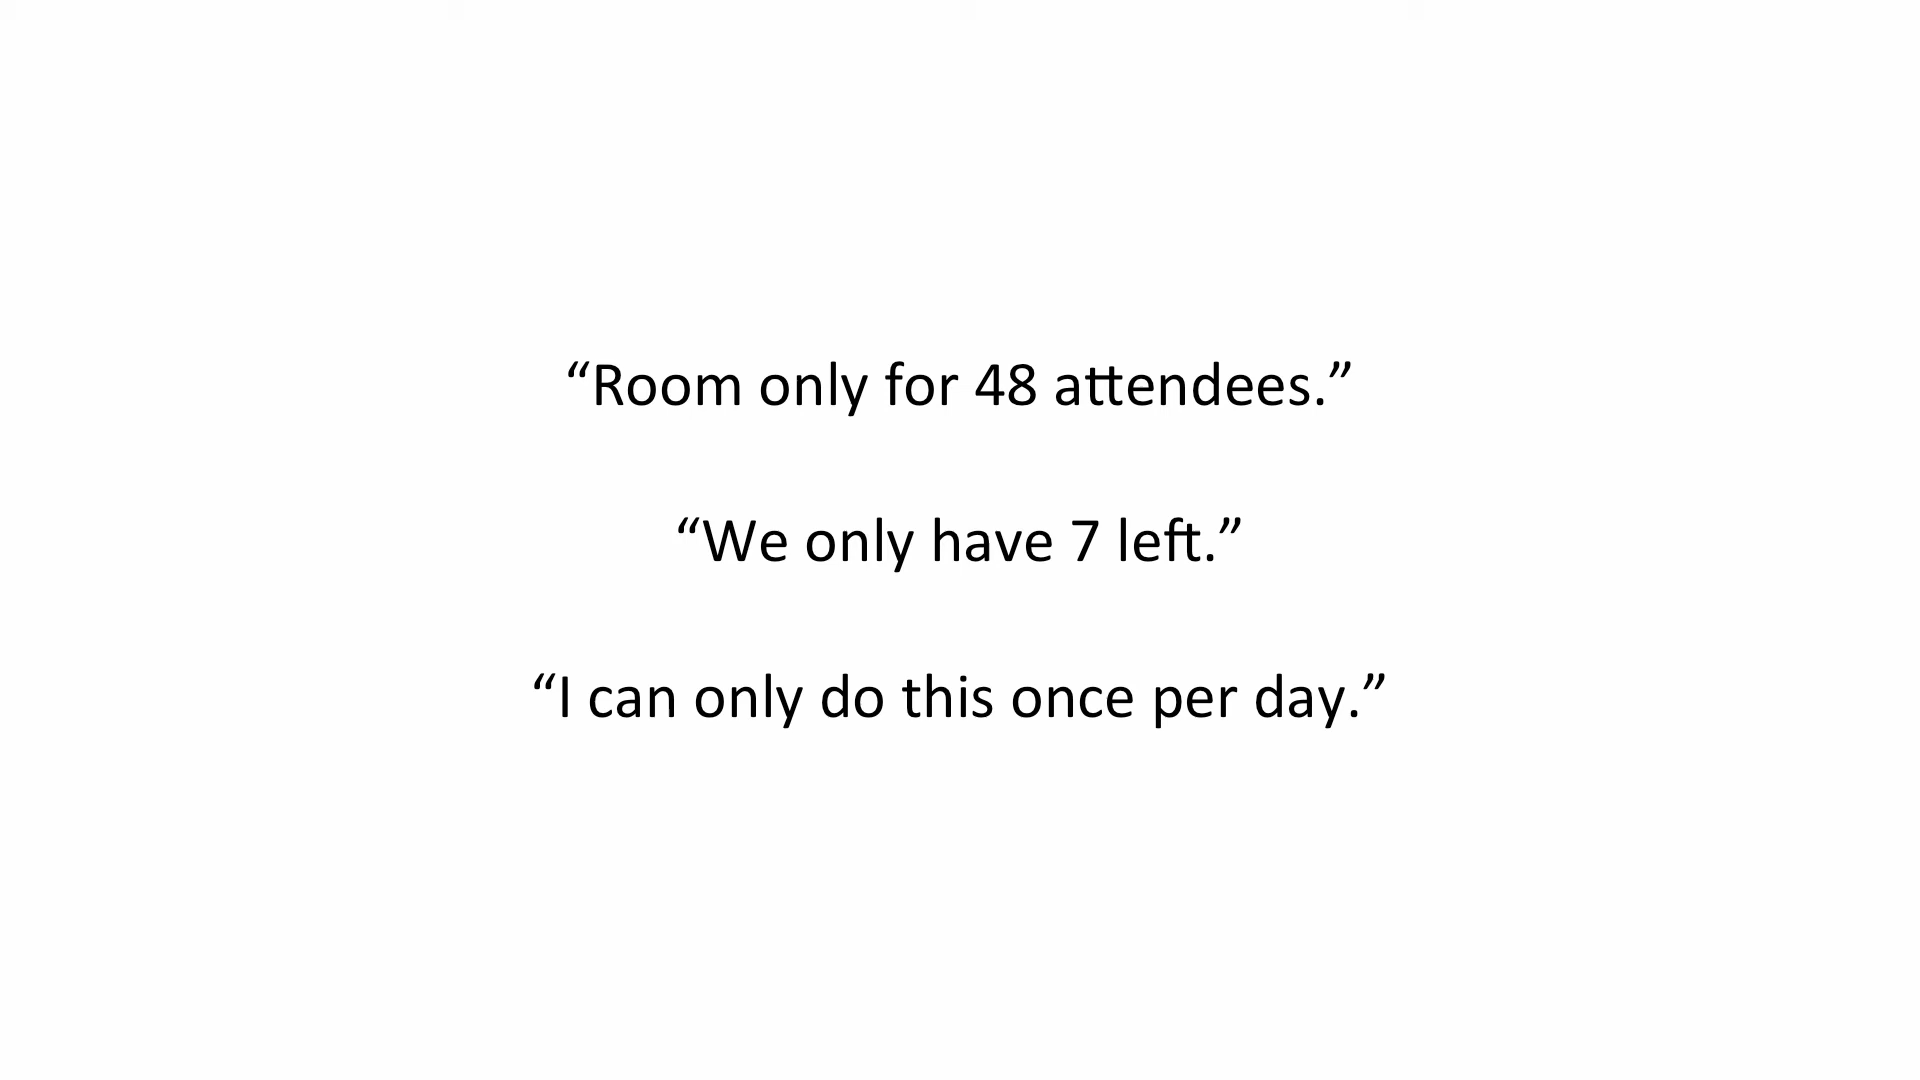 “Room only for 48 attendees.”
“We only have 7 left.”
“I can only do this once per day.”